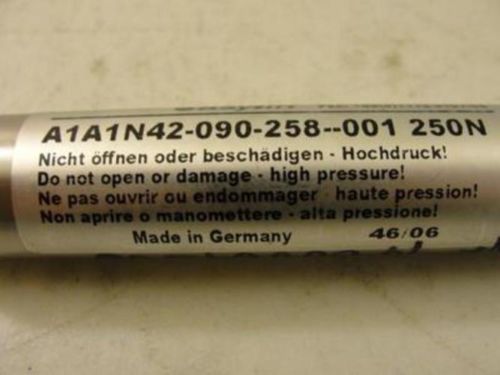 A1A1N42-090-258--001 250N
Nicht öffnen oder beschädigen - Hochdruck!
Do not open or damage - high pressure!
Ne pas ouvrir ou endommager - haute pression!
Non aprire o manomettere - alta pressione!
Made in Germany 46/06